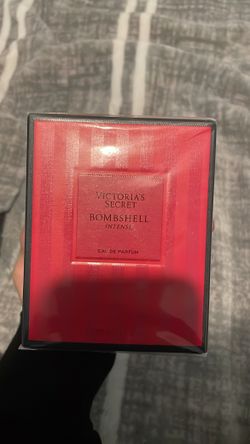 VICTORIA'S
SECRET
BOMBSHELL
INTENSE
EAU DE PARFUM